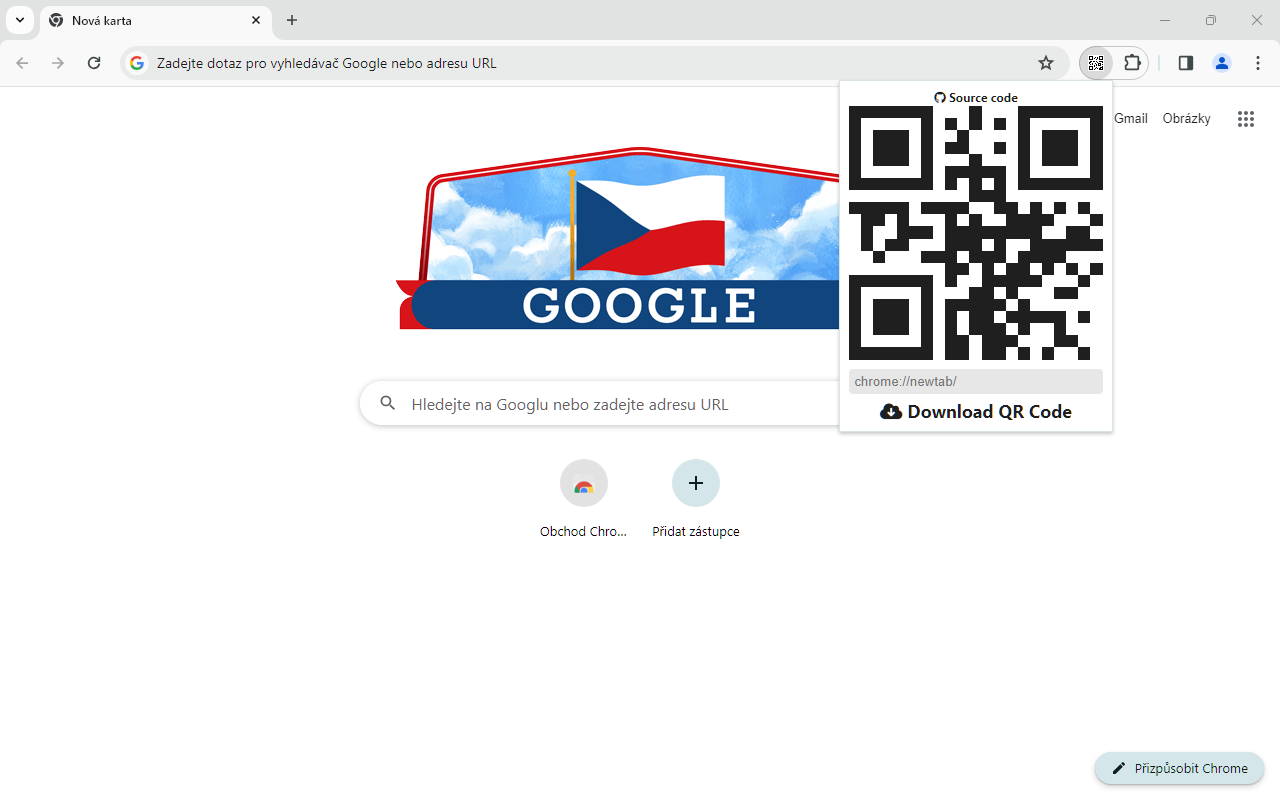 Nová karta
Zadejte dotaz pro vyhledávač Google nebo adresu URL
Source code
Gmail
Obrázky
GOOGLE
chrome://newtab/
Download QR Code
Hledejte na Googlu nebo zadejte adresu URL
Obchod Chro...
Přidat zástupce
Přizpůsobit Chrome